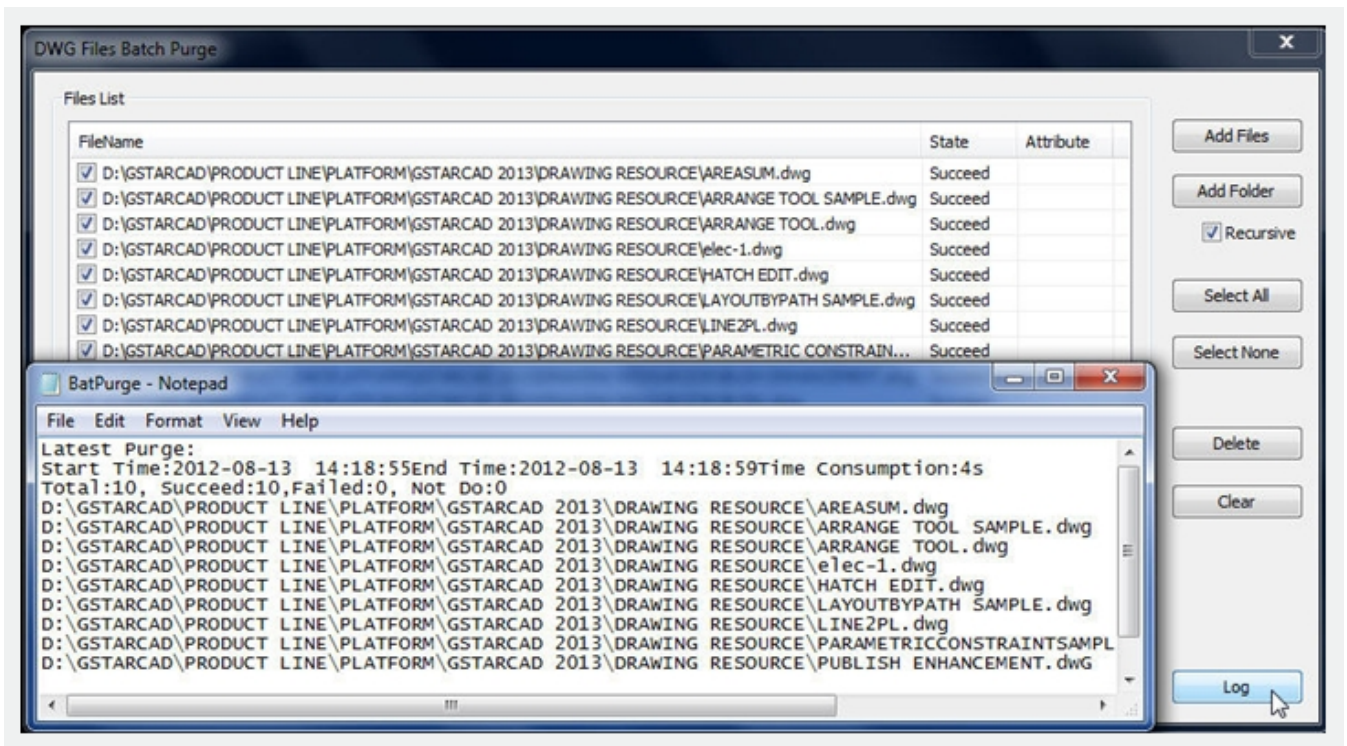 DWG Files Batch Purge
Files List
FileName State Attribute
D:\GSTARCAD\PRODUCT LINE\PLATFORM\GSTARCAD 2013\DRAWING RESOURCE\AREASUM.dwg Succeed
D:\GSTARCAD\PRODUCT LINE\PLATFORM\GSTARCAD 2013\DRAWING RESOURCE\ARRANGE TOOL SAMPLE.dwg Succeed
D:\GSTARCAD\PRODUCT LINE\PLATFORM\GSTARCAD 2013\DRAWING RESOURCE\ARRANGE TOOL.dwg Succeed
D:\GSTARCAD\PRODUCT LINE\PLATFORM\GSTARCAD 2013\DRAWING RESOURCE\elec-1.dwg Succeed
D:\GSTARCAD\PRODUCT LINE\PLATFORM\GSTARCAD 2013\DRAWING RESOURCE\HATCH EDIT.dwg Succeed
D:\GSTARCAD\PRODUCT LINE\PLATFORM\GSTARCAD 2013\DRAWING RESOURCE\LAYOUTBYPATH SAMPLE.dwg Succeed
D:\GSTARCAD\PRODUCT LINE\PLATFORM\GSTARCAD 2013\DRAWING RESOURCE\LINE2PL.dwg Succeed
D:\GSTARCAD\PRODUCT LINE\PLATFORM\GSTARCAD 2013\DRAWING RESOURCE\PARAMETRIC CONSTRAIN... Succeed
Add Files
Add Folder
Recursive
Select All
Select None
Delete
Clear
Log
BatPurge - Notepad
File Edit Format View Help
Latest Purge:
Start Time:2012-08-13 14:18:55End Time:2012-08-13 14:18:59Time Consumption:4s
Total:10, Succeed:10,Failed:0, Not Do:0
D:\GSTARCAD\PRODUCT LINE\PLATFORM\GSTARCAD 2013\DRAWING RESOURCE\AREASUM.dwg
D:\GSTARCAD\PRODUCT LINE\PLATFORM\GSTARCAD 2013\DRAWING RESOURCE\ARRANGE TOOL SAMPLE.dwg
D:\GSTARCAD\PRODUCT LINE\PLATFORM\GSTARCAD 2013\DRAWING RESOURCE\ARRANGE TOOL.dwg
D:\GSTARCAD\PRODUCT LINE\PLATFORM\GSTARCAD 2013\DRAWING RESOURCE\elec-1.dwg
D:\GSTARCAD\PRODUCT LINE\PLATFORM\GSTARCAD 2013\DRAWING RESOURCE\HATCH EDIT.dwg
D:\GSTARCAD\PRODUCT LINE\PLATFORM\GSTARCAD 2013\DRAWING RESOURCE\LAYOUTBYPATH SAMPLE.dwg
D:\GSTARCAD\PRODUCT LINE\PLATFORM\GSTARCAD 2013\DRAWING RESOURCE\LINE2PL.dwg
D:\GSTARCAD\PRODUCT LINE\PLATFORM\GSTARCAD 2013\DRAWING RESOURCE\PARAMETRICCONSTRAINTSAMPL
D:\GSTARCAD\PRODUCT LINE\PLATFORM\GSTARCAD 2013\DRAWING RESOURCE\PUBLISH ENHANCEMENT.dwG